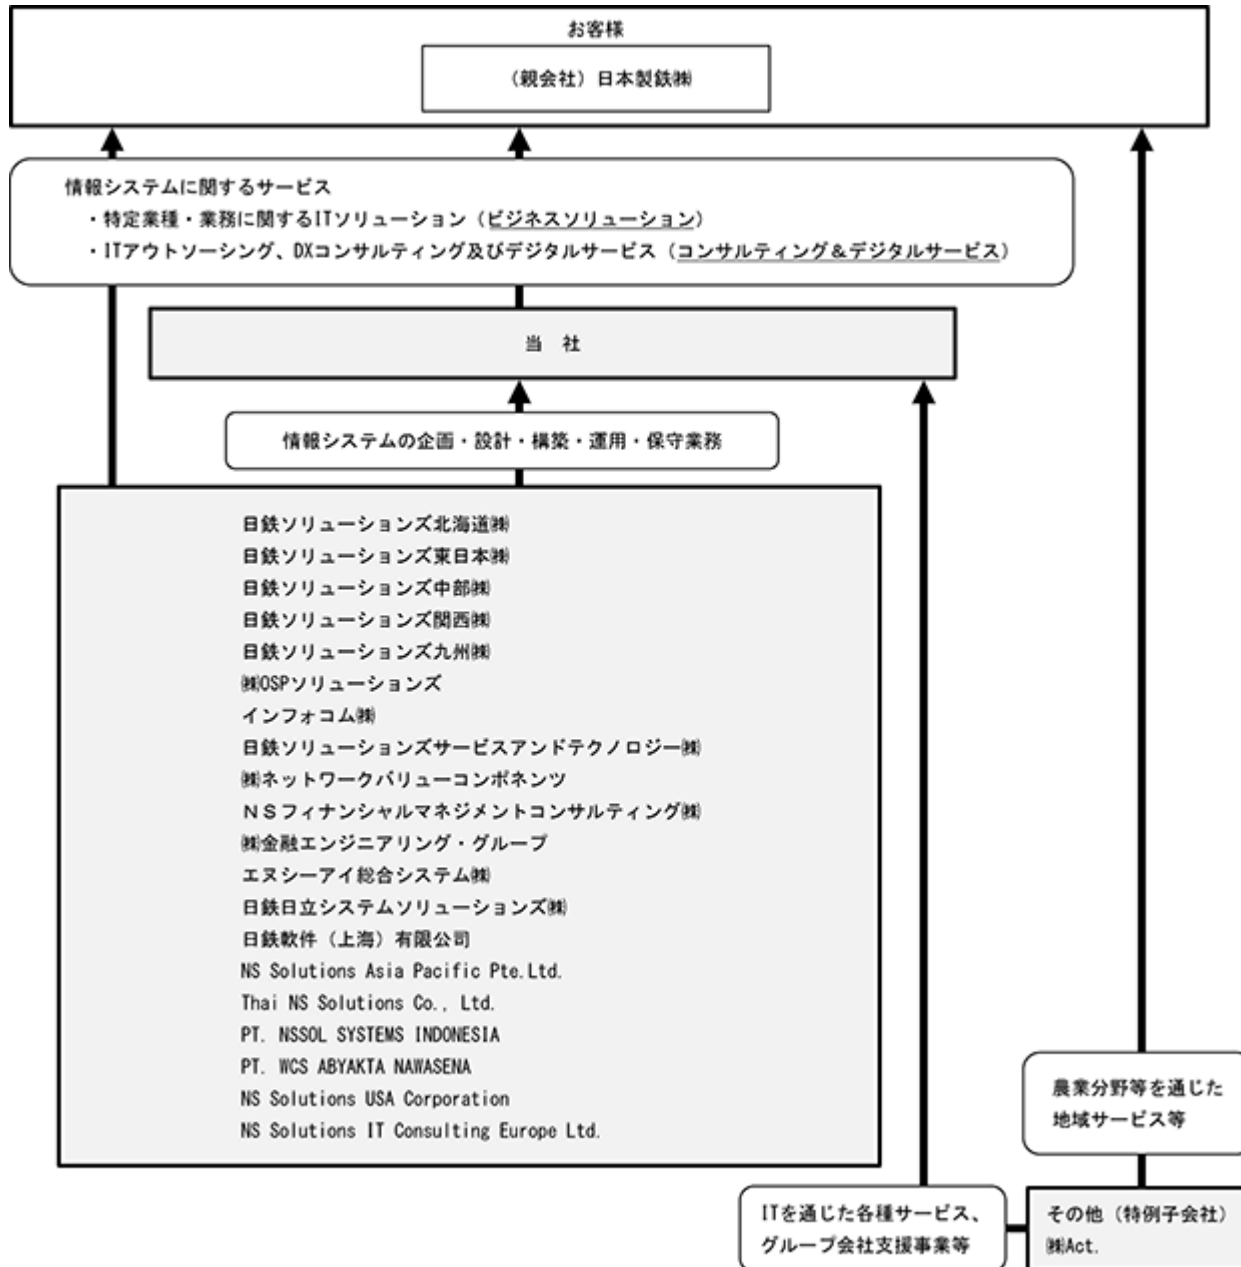 お客様
(親会社)日本製鉄㈱
情報システムに関するサービス
・特定業種・業務に関するITソリューション(ビジネスソリューション)
・ITアウトソーシング、DXコンサルティング及びデジタルサービス(コンサルティング&デジタルサービス)
当 社
情報システムの企画・設計・構築・運用・保守業務
日鉄ソリューションズ北海道㈱
日鉄ソリューションズ東日本㈱
日鉄ソリューションズ中部㈱
日鉄ソリューションズ関西㈱
日鉄ソリューションズ九州㈱
㈱OSPソリューションズ
インフォコム㈱
日鉄ソリューションズサービスアンドテクノロジー㈱
㈱ネットワークバリューコンポネンツ
NSフィナンシャルマネジメントコンサルティング㈱
㈱金融エンジニアリング・グループ
エヌシーアイ総合システム㈱
日鉄日立システムソリューションズ㈱
日鉄軟件(上海)有限公司
NS Solutions Asia Pacific Pte.Ltd.
Thai NS Solutions Co., Ltd.
PT. NSSOL SYSTEMS INDONESIA
PT. WCS ABYAKTA NAWASENA
NS Solutions USA Corporation
NS Solutions IT Consulting Europe Ltd.
農業分野等を通じた
地域サービス等
ITを通じた各種サービス、
グループ会社支援事業等
その他(特例子会社)
㈱Act.